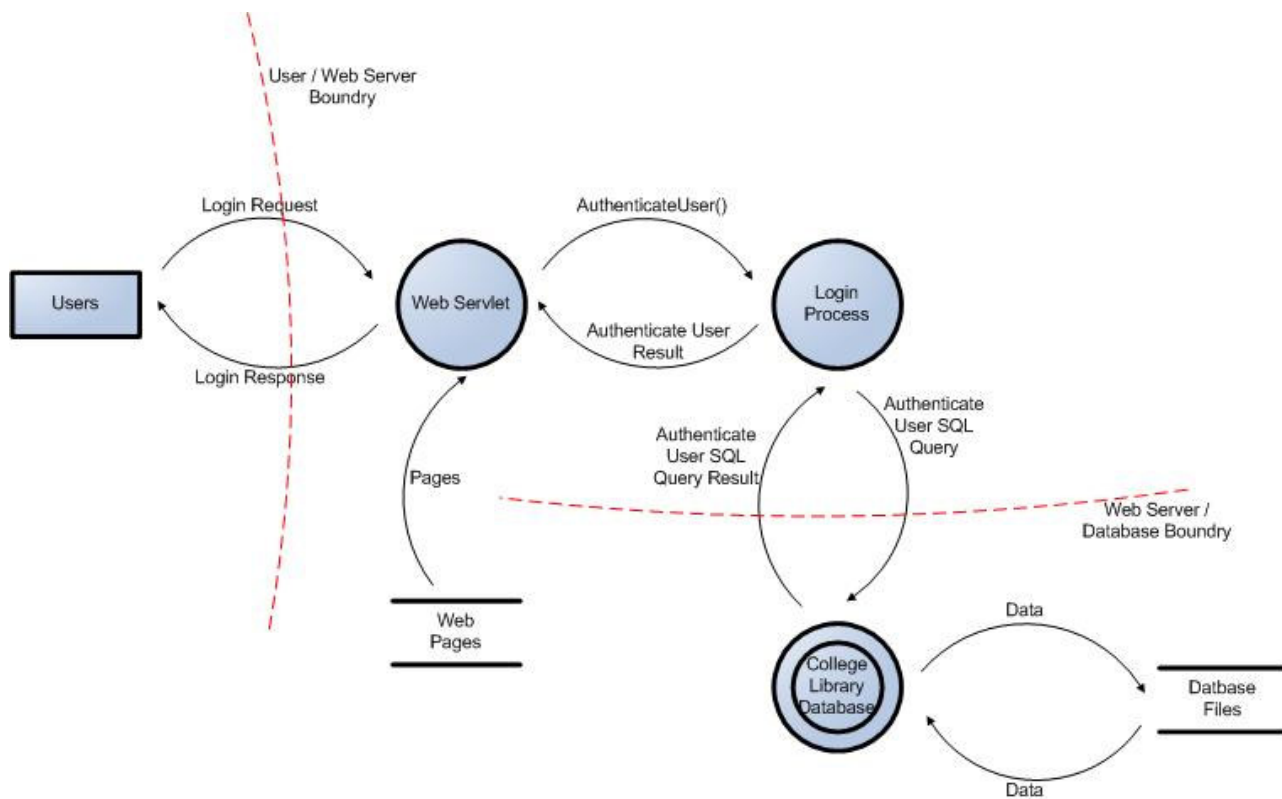 User / Web Server
Boundry
Login Request
AuthenticateUser()
Users
Web Servlet
Login
Process
Authenticate User
Result
Login Response
Authenticate
User SQL
Query
Authenticate
User SQL
Query Result
Pages
Web Server /
Database Boundry
Web
Pages
Data
College
Library
Database
Datbase
Files
Data